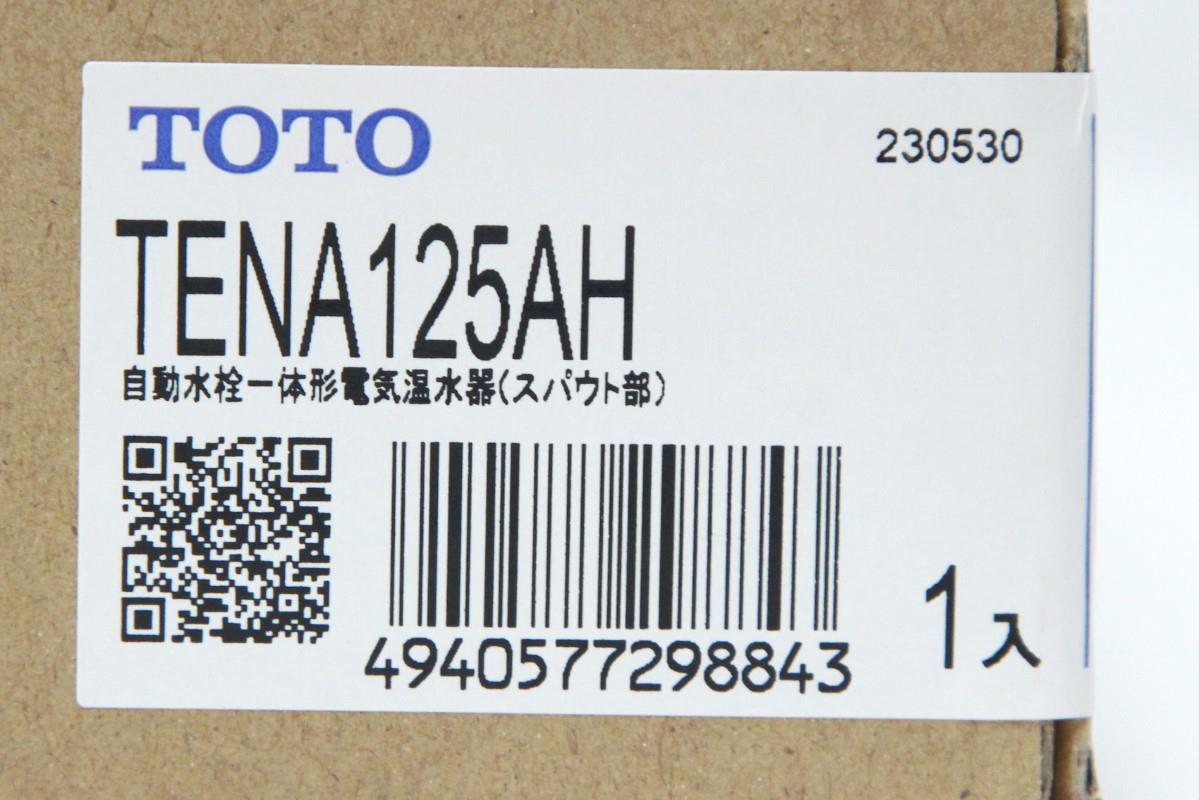 TOTO
230530
TENA125AH
自動水栓一体形電気温水器(スパウト部)
4940577298843
1入